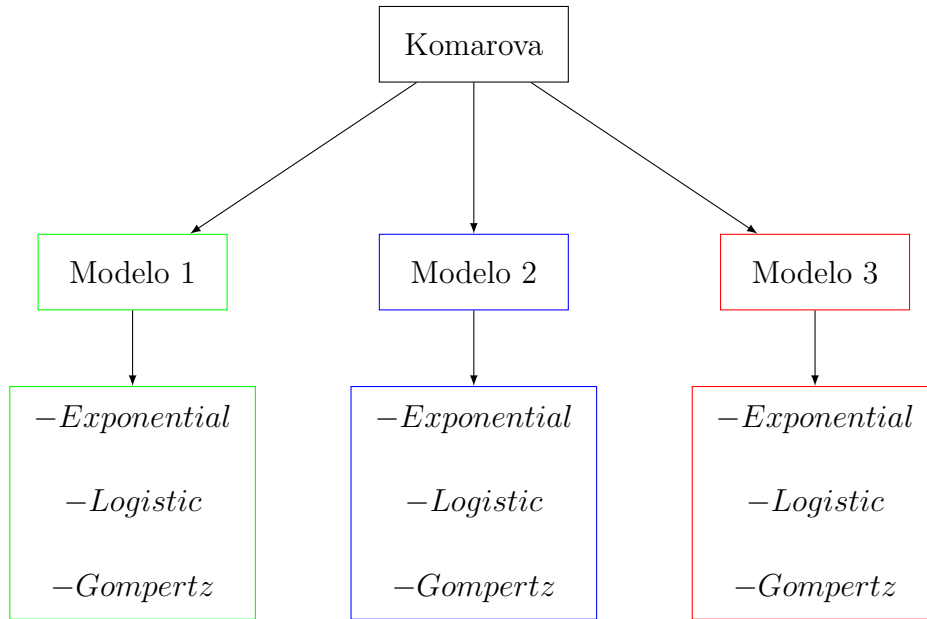 Komarova
Modelo 1
Modelo 2
Modelo 3
−Exponential
−Logistic
−Gompertz
−Exponential
−Logistic
−Gompertz
−Exponential
−Logistic
−Gompertz